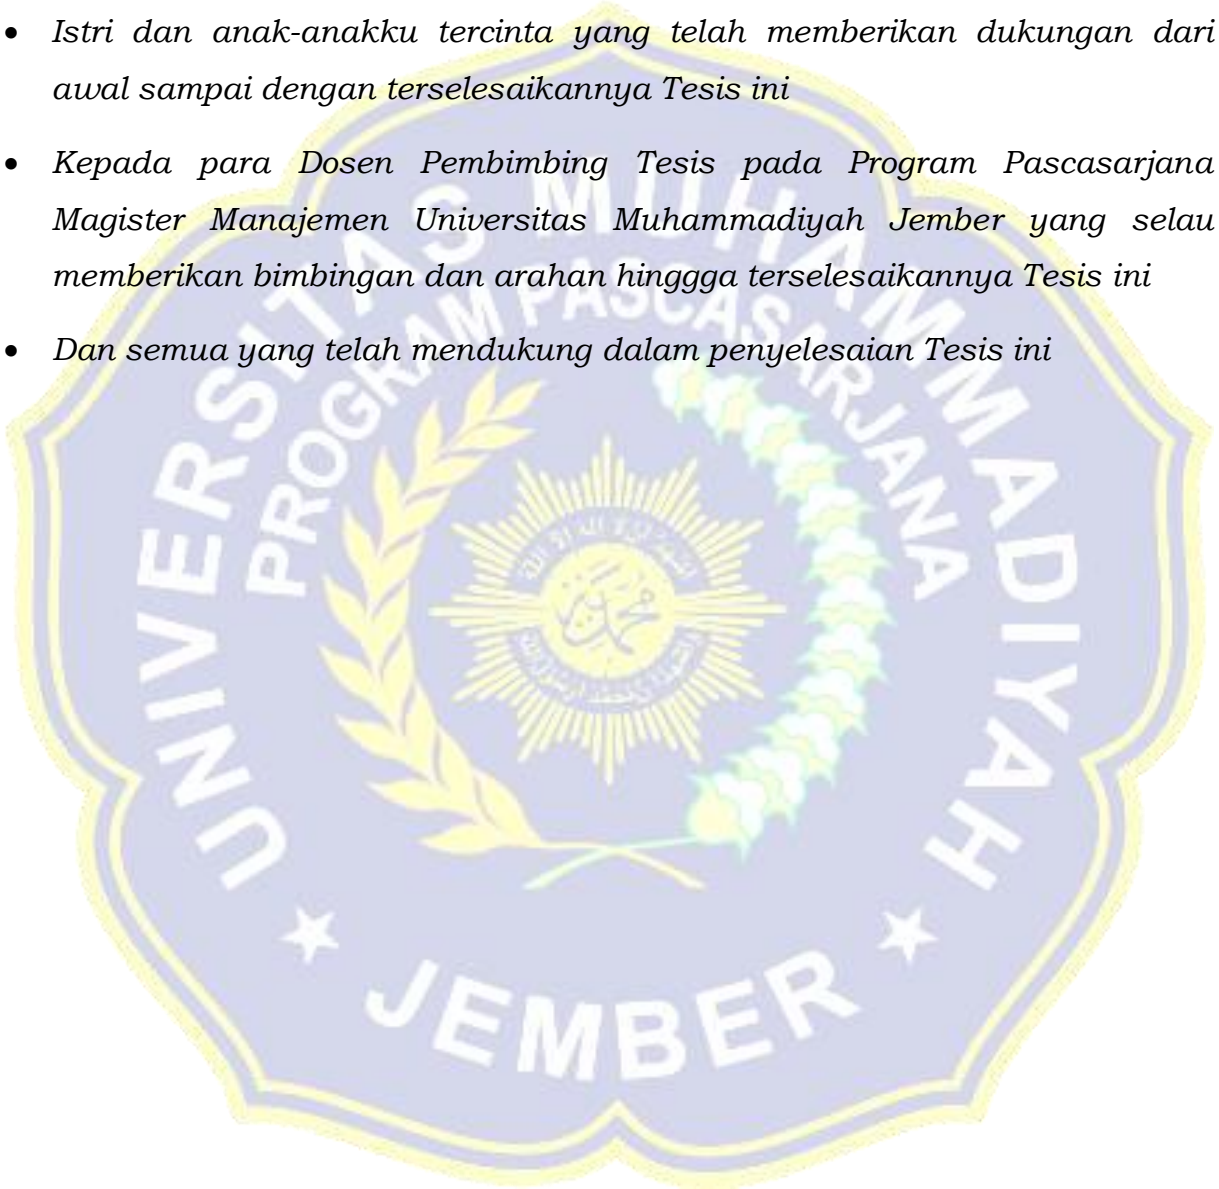 • Istri dan anak-anakku tercinta yang telah memberikan dukungan dari
awal sampai dengan terselesaikannya Tesis ini
• Kepada para Dosen Pembimbing Tesis pada Program Pascasarjana
Magister Manajemen Universitas Muhammadiyah Jember yang selau
memberikan bimbingan dan arahan hinggga terselesaikannya Tesis ini
• Dan semua yang telah mendukung dalam penyelesaian Tesis ini
UNIVERSITAS MUHAMMADIYAH
PROGRAM PASCASARJANA
محمد
JEMBER